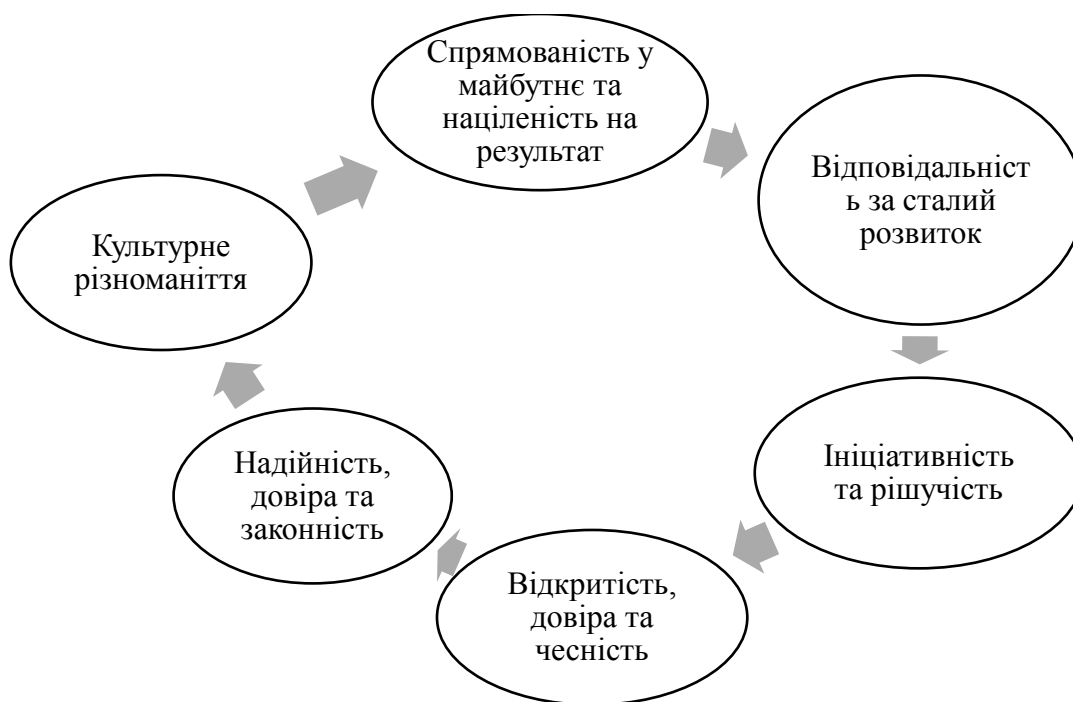 Спрямованість у
майбутнє та
націленість на
результат
Відповідальніст
ь за сталий
розвиток
Ініціативність
та рішучість
Відкритість,
довіра та
чесність
Надійність,
довіра та
законність
Культурне
різноманіття